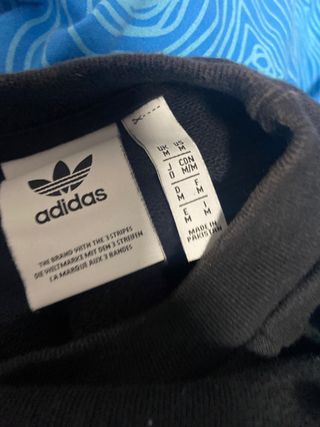 adidas
THE BRAND WITH THE 3 STRIPES
DIE WELTMARKE MIT DEN 3 STREIFEN
LA MARQUE AUX 3 BANDES
UK US
M M
J CON
O M/M
D F
M M
E I
M M
MADE IN
PAKISTAN